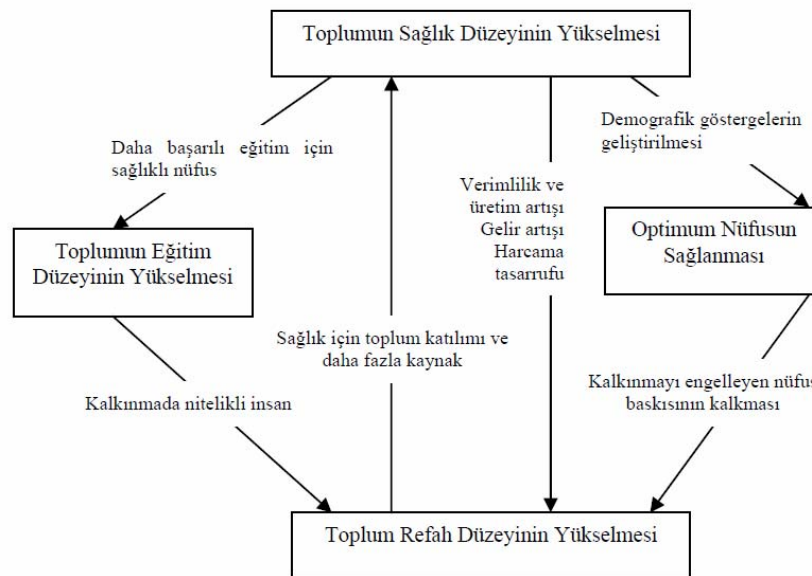 Toplumun Sağlık Düzeyinin Yükselmesi
Daha başarılı eğitim için
sağlıklı nüfus
Demografik göstergelerin
geliştirilmesi
Verimlilik ve
üretim artışı
Gelir artışı
Harcama
tasarrufu
Toplumun Eğitim
Düzeyinin Yükselmesi
Optimum Nüfusun
Sağlanması
Sağlık için toplum katılımı ve
daha fazla kaynak
Kalkınmada nitelikli insan
Kalkınmayı engelleyen nüfus
baskısının kalkması
Toplum Refah Düzeyinin Yükselmesi